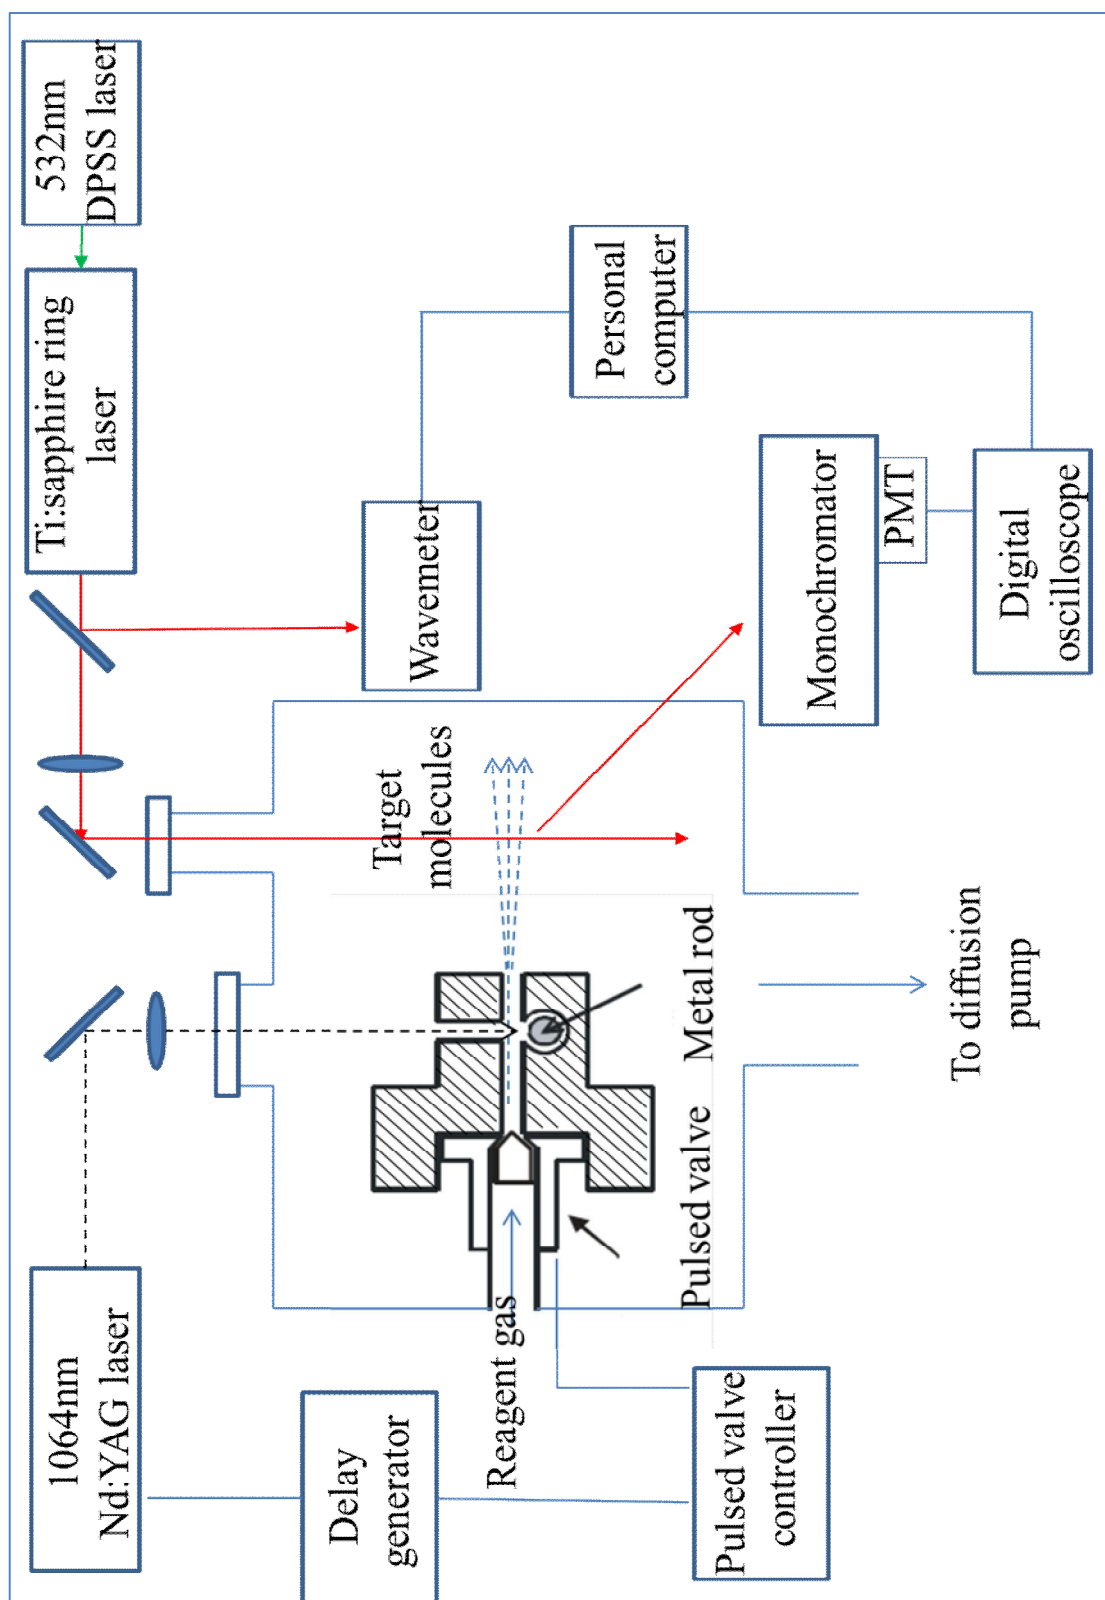 1064nm
Nd:YAG laser
Ti:sapphire ring
laser
532nm
DPSS laser
Delay
generator
Reagent gas
Target
molecules
Wavemeter
Personal
computer
Pulsed valve
Metal rod
Pulsed valve
controller
Monochromator
PMT
To diffusion
pump
Digital
oscilloscope